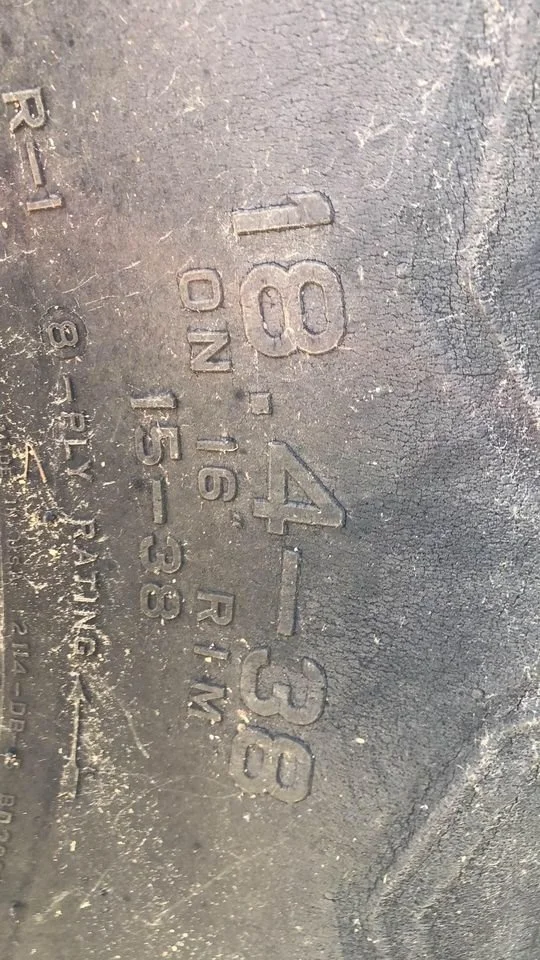 18.4-38
ON 16" RIM
15-38
R-1
8-PLY RATING